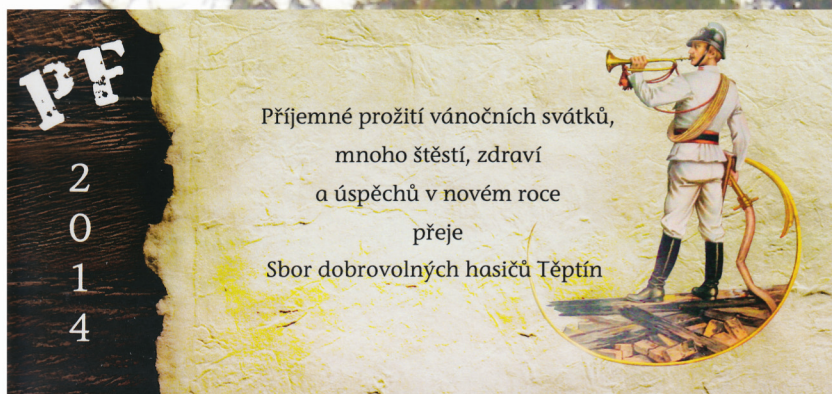 PF
2
0
1
4
Příjemné prožití vánočních svátků,
mnoho štěstí, zdraví
a úspěchů v novém roce
přeje
Sbor dobrovolných hasičů Těptín